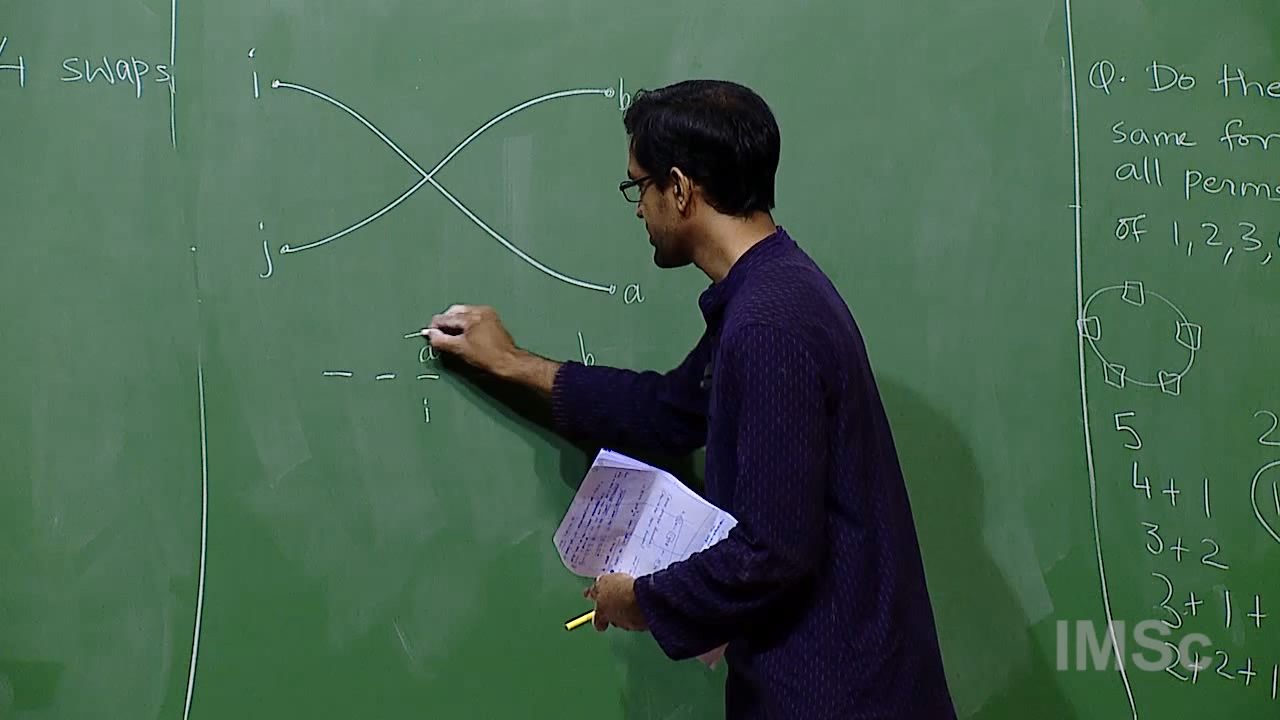 4 swaps
i
b
j
a
a b
_ _ _
i
Q. Do the
same for
all perms
of 1, 2, 3,
5
4 + 1
3 + 2
3 + 1 +
2 + 2 + 1
2
IMSc